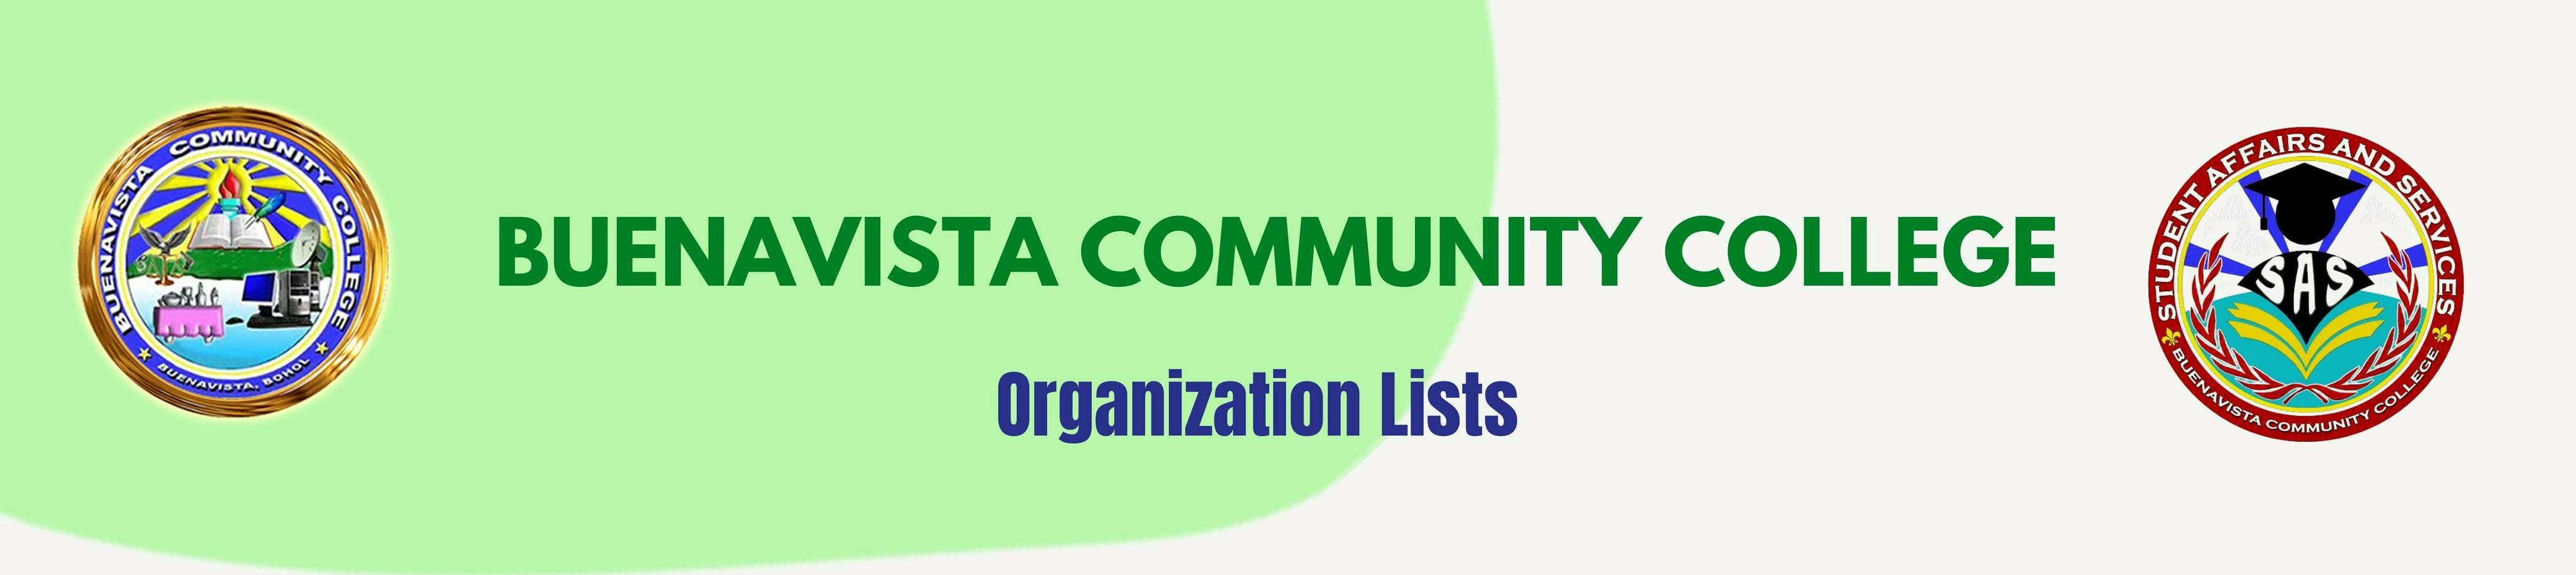 BUENAVISTA COMMUNITY COLLEGE
BUENAVISTA, BOHOL
BUENAVISTA COMMUNITY COLLEGE
Organization Lists
STUDENT AFFAIRS AND SERVICES
SAS
BUENAVISTA COMMUNITY COLLEGE